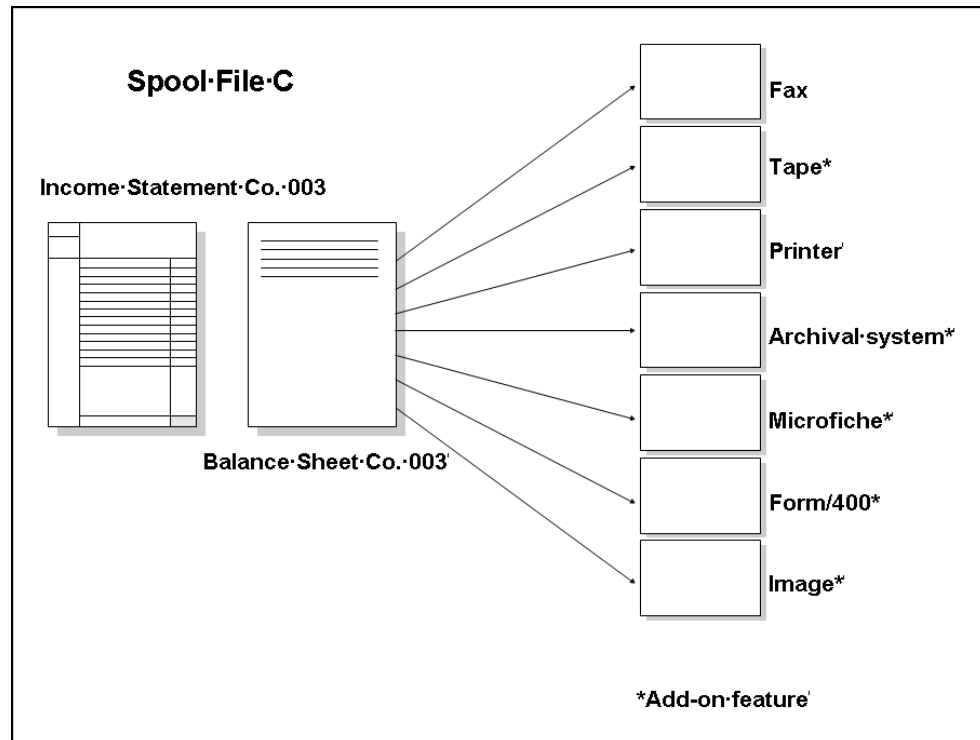 Spool·File·C
Income·Statement·Co.·003
Balance·Sheet·Co.·003
Fax
Tape*
Printer
Archival·system*
Microfiche*
Form/400*
Image*
*Add-on·feature